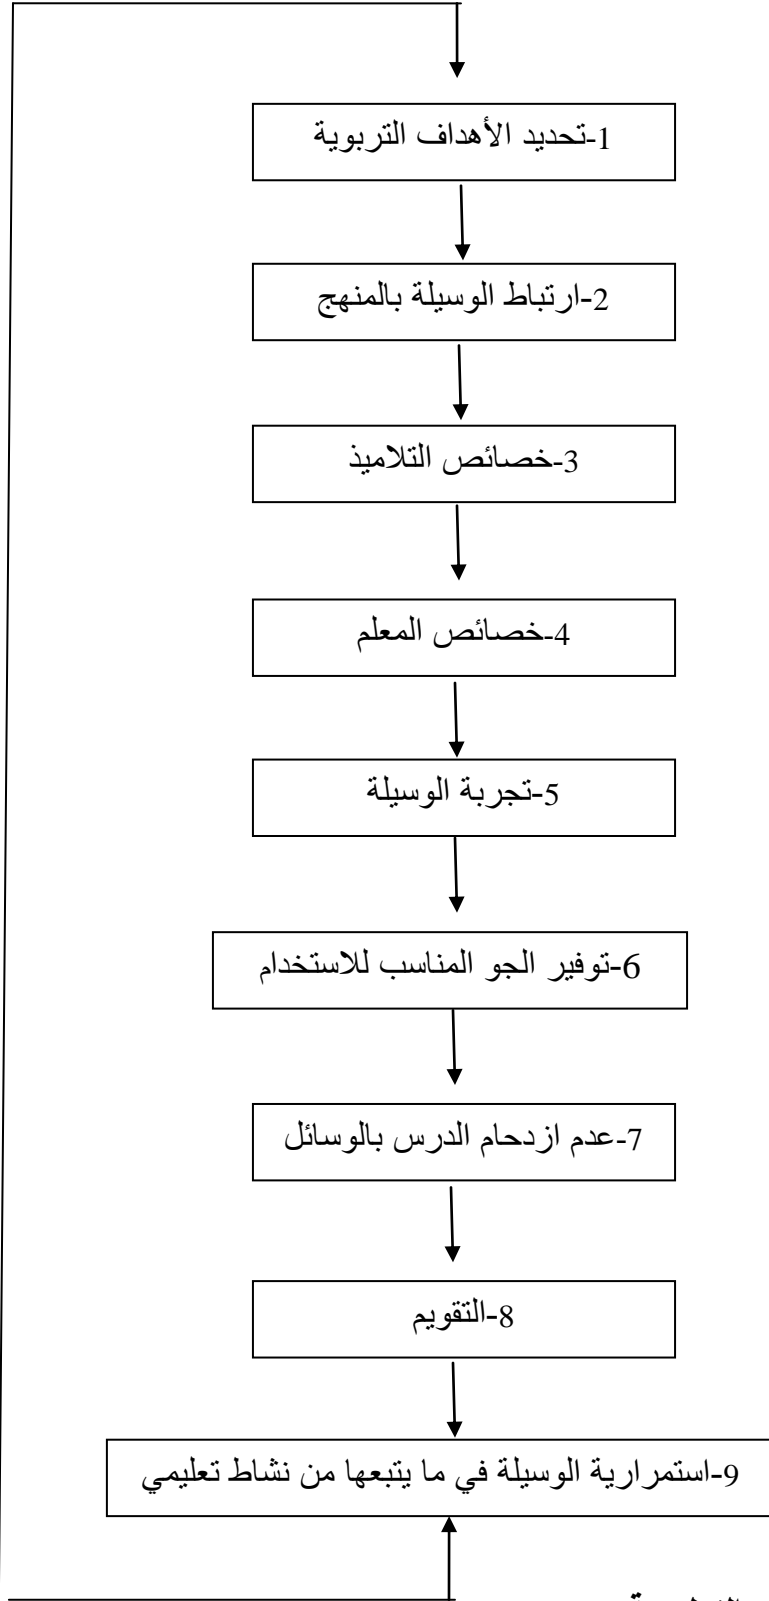 1-تحديد الأهداف التربوية
2-ارتباط الوسيلة بالمنهج
3-خصائص التلاميذ
4-خصائص المعلم
5-تجربة الوسيلة
6-توفير الجو المناسب للاستخدام
7-عدم ازدحام الدرس بالوسائل
8-التقويم
9-استمرارية الوسيلة في ما يتبعها من نشاط تعليمي